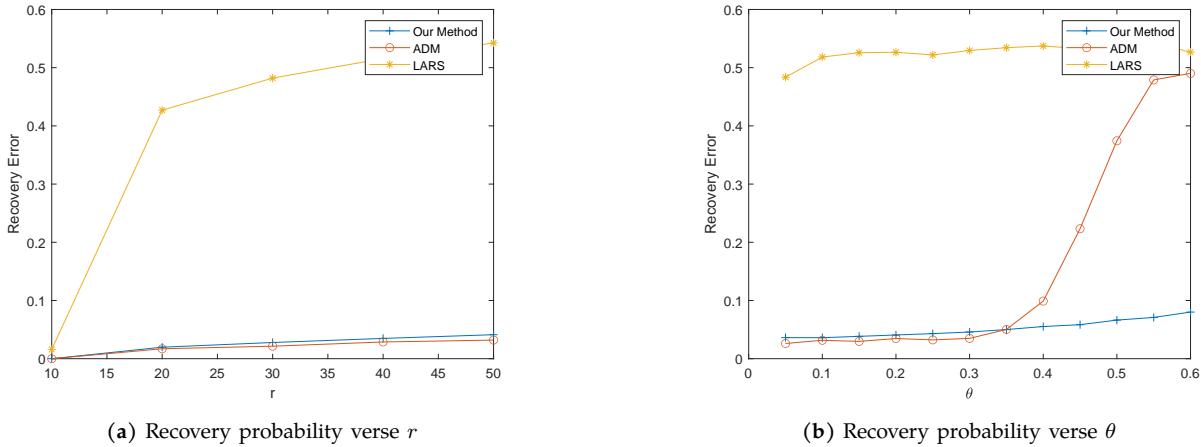 0.6
0.5
0.4
0.3
0.2
0.1
0
Recovery Error
10 15 20 25 30 35 40 45 50
r
Our Method
ADM
LARS
(a) Recovery probability verse r
0.6
0.5
0.4
0.3
0.2
0.1
0
Recovery Error
0 0.1 0.2 0.3 0.4 0.5 0.6
θ
Our Method
ADM
LARS
(b) Recovery probability verse θ